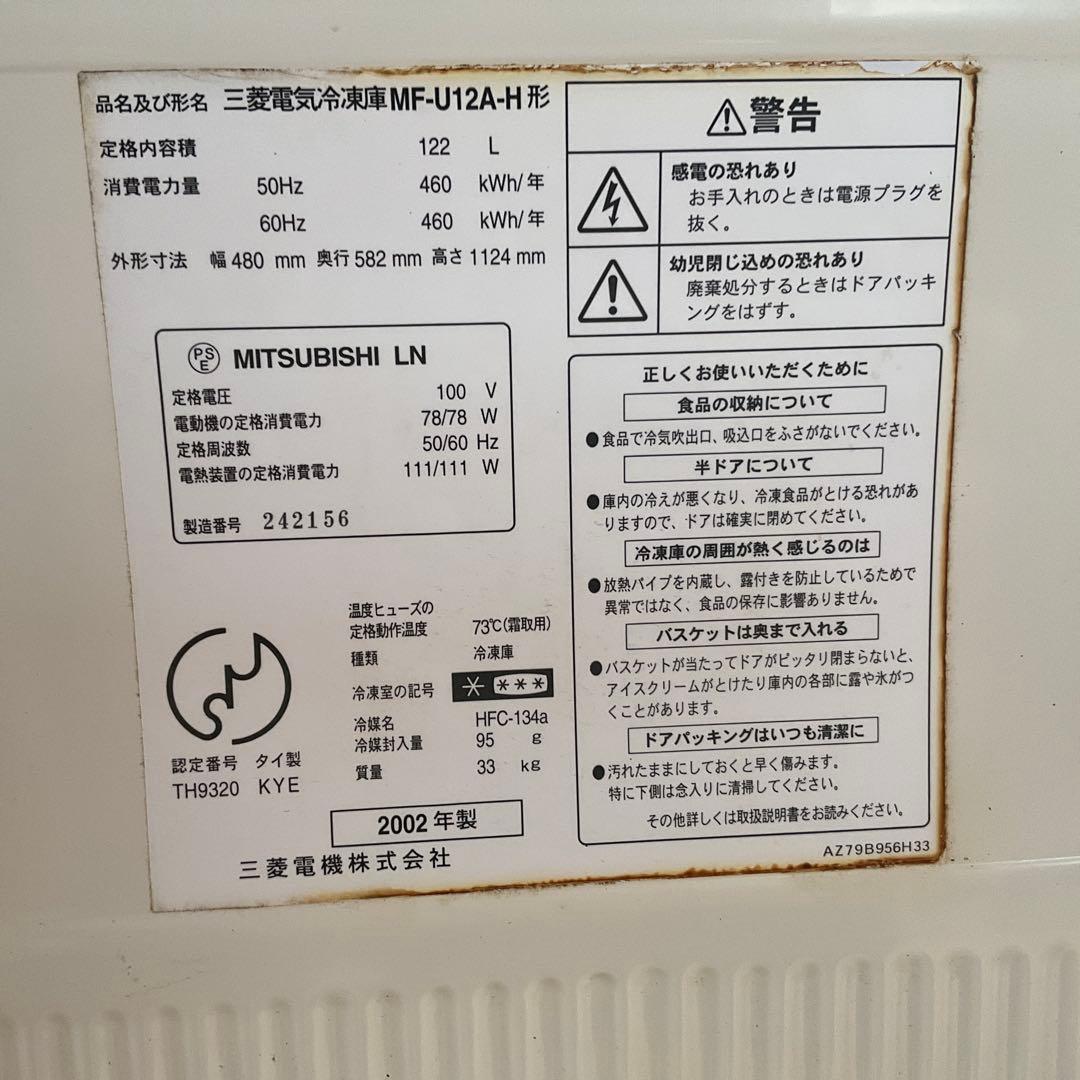 品名及び形名 三菱電気冷凍庫MF-U12A-H形
定格内容積 122 L
消費電力量 50Hz 460 kWh/年
60Hz 460 kWh/年
外形寸法 幅 480 mm 奥行 582 mm 高さ 1124 mm
PSE MITSUBISHI LN
定格電圧 100 V
電動機の定格消費電力 78/78 W
定格周波数 50/60 Hz
電熱装置の定格消費電力 111/111 W
製造番号 242156
温度ヒューズの
定格動作温度 73℃(霜取用)
種類 冷凍庫
冷凍室の記号 * ***
冷媒名 HFC-134a
冷媒封入量 95 g
質量 33 kg
認定番号 タイ製
TH9320 KYE
2002年製
三菱電機株式会社
⚠警告
感電の恐れあり
お手入れのときは電源プラグを
抜く。
幼児閉じ込めの恐れあり
廃棄処分するときはドアパッキ
ングをはずす。
正しくお使いいただくために
食品の収納について
●食品で冷気吹出口、吸込口をふさがないでください。
半ドアについて
●庫内の冷えが悪くなり、冷凍食品がとける恐れがあ
りますので、ドアは確実に閉めてください。
冷凍庫の周囲が熱く感じるのは
●放熱パイプを内蔵し、露付きを防止しているためで
異常ではなく、食品の保存に影響ありません。
バスケットは奥まで入れる
●バスケットが当たってドアがピッタリ閉まらないと、
アイスクリームがとけたり庫内の各部に露や氷がつ
くことがあります。
ドアパッキングはいつも清潔に
●汚れたままにしておくと早く傷みます。
特に下側は念入りに清掃してください。
その他詳しくは取扱説明書をお読みください。
AZ79B956H33